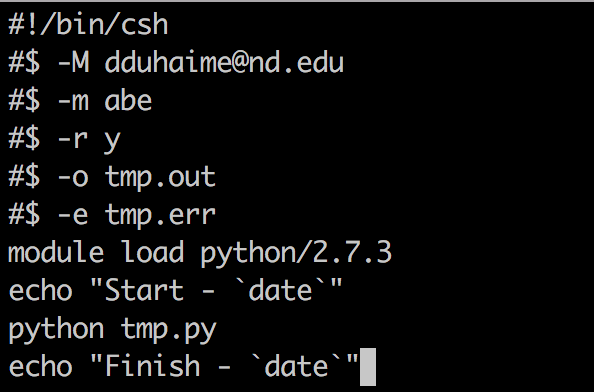 #!/bin/csh
#$ -M dduhaime@nd.edu
#$ -m abe
#$ -r y
#$ -o tmp.out
#$ -e tmp.err
module load python/2.7.3
echo "Start - `date`"
python tmp.py
echo "Finish - `date`"